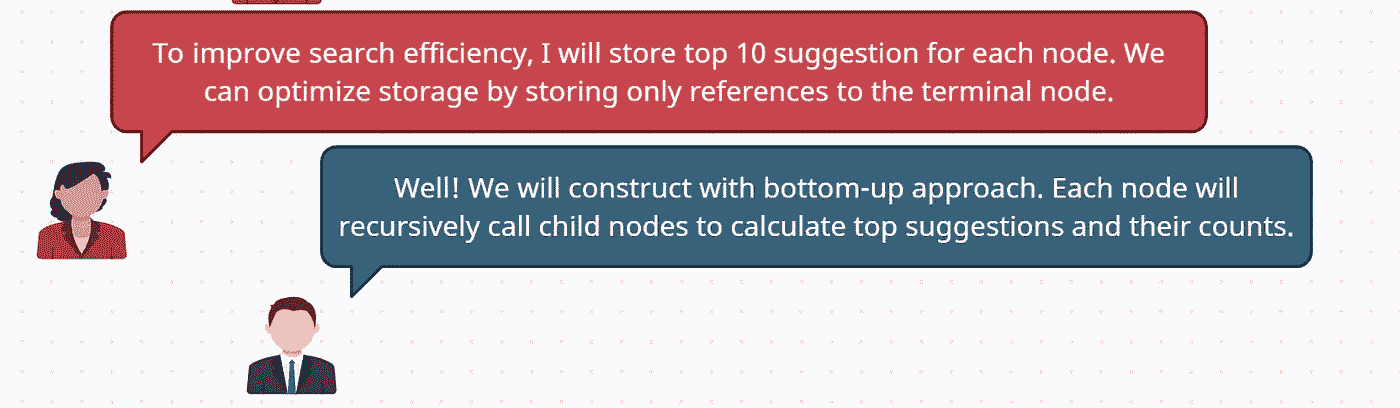 To improve search efficiency, I will store top 10 suggestion for each node. We
can optimize storage by storing only references to the terminal node.
Well! We will construct with bottom-up approach. Each node will
recursively call child nodes to calculate top suggestions and their counts.